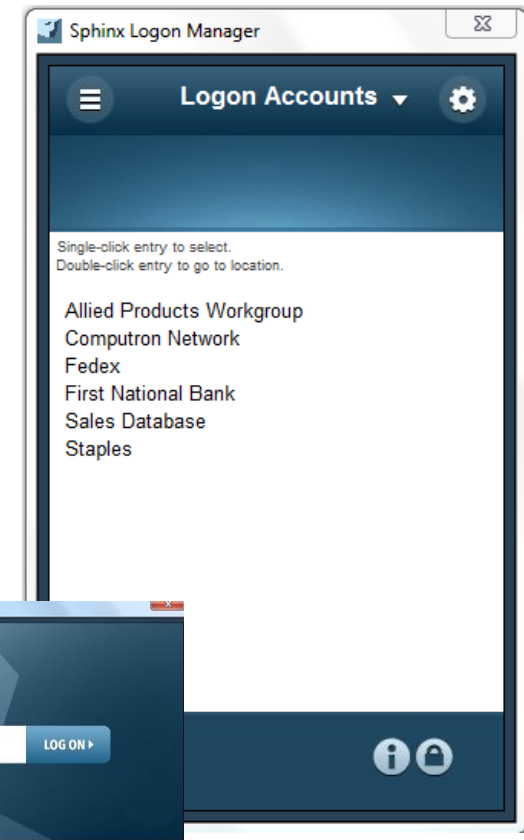 Sphinx Logon Manager
Logon Accounts
Single-click entry to select.
Double-click entry to go to location.
Allied Products Workgroup
Computron Network
Fedex
First National Bank
Sales Database
Staples
LOG ON